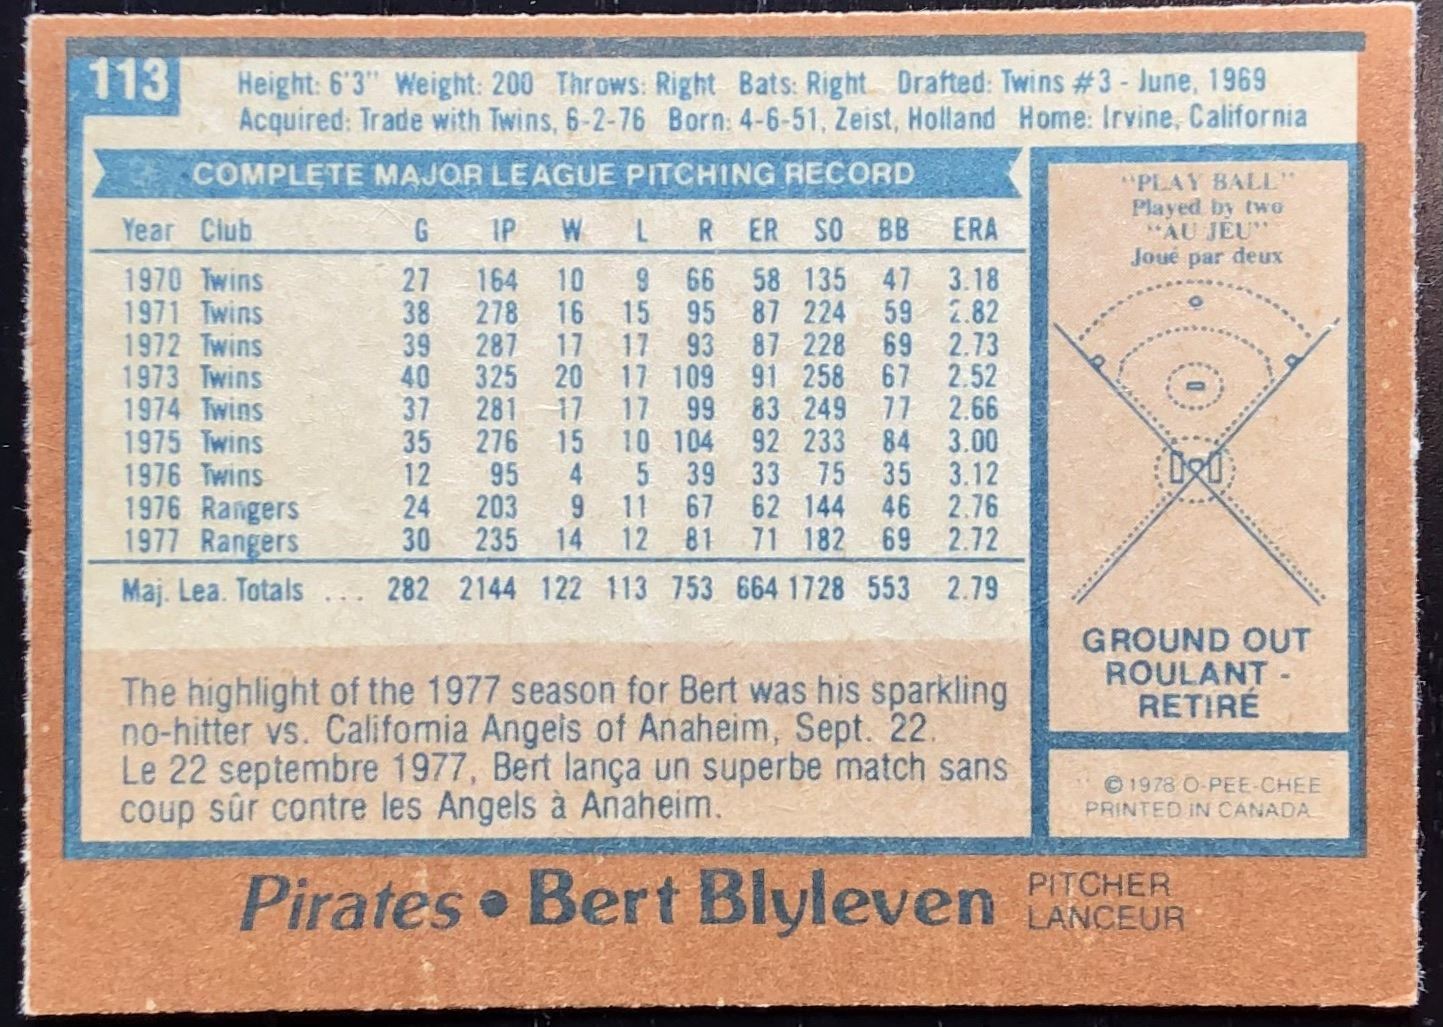 113
Height: 6'3" Weight: 200 Throws: Right Bats: Right Drafted: Twins #3 - June, 1969
Acquired: Trade with Twins, 6-2-76 Born: 4-6-51, Zeist, Holland Home: Irvine, California
COMPLETE MAJOR LEAGUE PITCHING RECORD
Year Club G IP W L R ER SO BB ERA
1970 Twins 27 164 10 9 66 58 135 47 3.18
1971 Twins 38 278 16 15 95 87 224 59 2.82
1972 Twins 39 287 17 17 93 87 228 69 2.73
1973 Twins 40 325 20 17 109 91 258 67 2.52
1974 Twins 37 281 17 17 99 83 249 77 2.66
1975 Twins 35 276 15 10 104 92 233 84 3.00
1976 Twins 12 95 4 5 39 33 75 35 3.12
1976 Rangers 24 203 9 11 67 62 144 46 2.76
1977 Rangers 30 235 14 12 81 71 182 69 2.72
Maj. Lea. Totals ... 282 2144 122 113 753 664 1728 553 2.79
The highlight of the 1977 season for Bert was his sparkling
no-hitter vs. California Angels of Anaheim, Sept. 22.
Le 22 septembre 1977, Bert lança un superbe match sans
coup sûr contre les Angels à Anaheim.
"PLAY BALL"
Played by two
"AU JEU"
Joué par deux
GROUND OUT
ROULANT -
RETIRÉ
© 1978 O-PEE-CHEE
PRINTED IN CANADA
Pirates • Bert Blyleven
PITCHER
LANCEUR